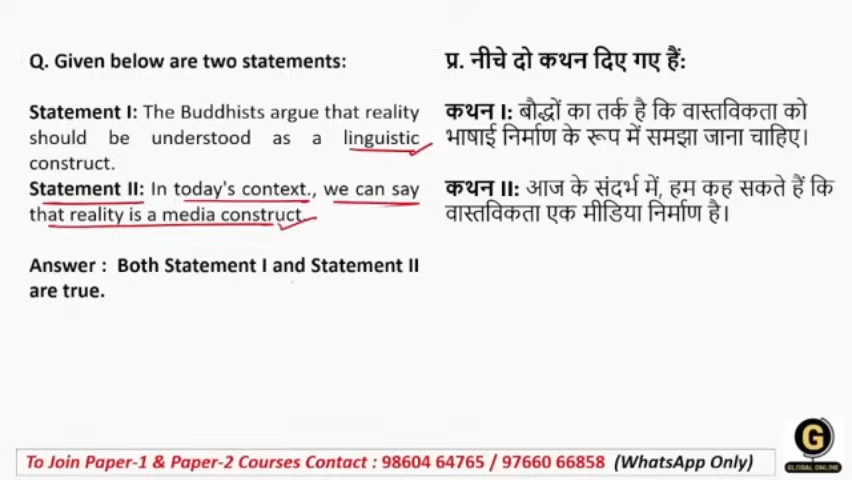 Q. Given below are two statements:
Statement I: The Buddhists argue that reality
should be understood as a linguistic
construct.
Statement II: In today's context., we can say
that reality is a media construct.
Answer : Both Statement I and Statement II
are true.
प्र. नीचे दो कथन दिए गए हैं:
कथन I: बौद्धों का तर्क है कि वास्तविकता को
भाषाई निर्माण के रूप में समझा जाना चाहिए।
कथन II: आज के संदर्भ में, हम कह सकते हैं कि
वास्तविकता एक मीडिया निर्माण है।
To Join Paper-1 & Paper-2 Courses Contact : 98604 64765 / 97660 66858 (WhatsApp Only)
G
GLOBAL ONLINE